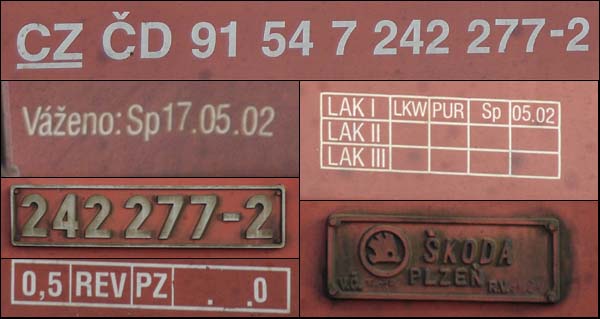 CZ ČD 91 54 7 242 277-2
Váženo: Sp17.05.02
LAK I LKW PUR Sp 05.02
LAK II
LAK III
242 277-2
0,5 REV PZ . .0
ŠKODA
PLZEŇ
V.Č. R.V.